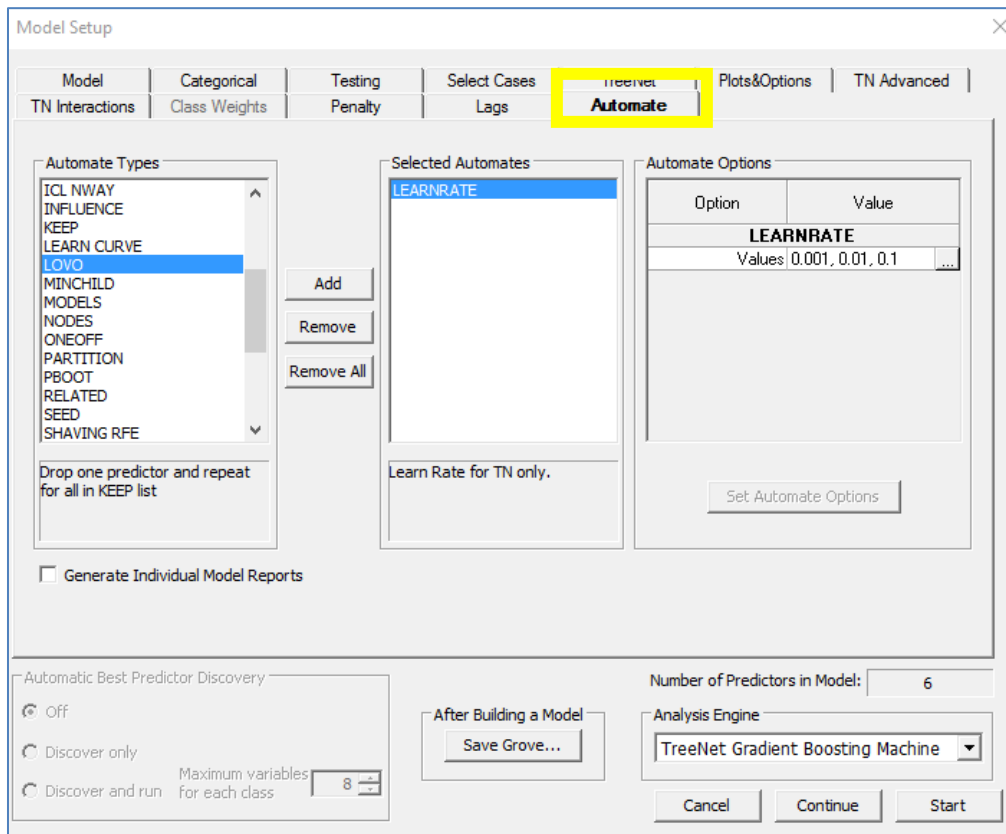 Model Setup
Model Categorical Testing Select Cases TreeNet Plots&Options TN Advanced
TN Interactions Class Weights Penalty Lags Automate
Automate Types
ICL NWAY
INFLUENCE
KEEP
LEARN CURVE
LOVO
MINCHILD
MODELS
NODES
ONEOFF
PARTITION
PBOOT
RELATED
SEED
SHAVING RFE
Drop one predictor and repeat
for all in KEEP list
Add
Remove
Remove All
Selected Automates
LEARNRATE
Learn Rate for TN only.
Automate Options
Option Value
LEARNRATE
Values 0.001, 0.01, 0.1 ...
Set Automate Options
Generate Individual Model Reports
Automatic Best Predictor Discovery
Off
Discover only
Discover and run
Maximum variables
for each class
8
After Building a Model
Save Grove...
Number of Predictors in Model: 6
Analysis Engine
TreeNet Gradient Boosting Machine
Cancel Continue Start